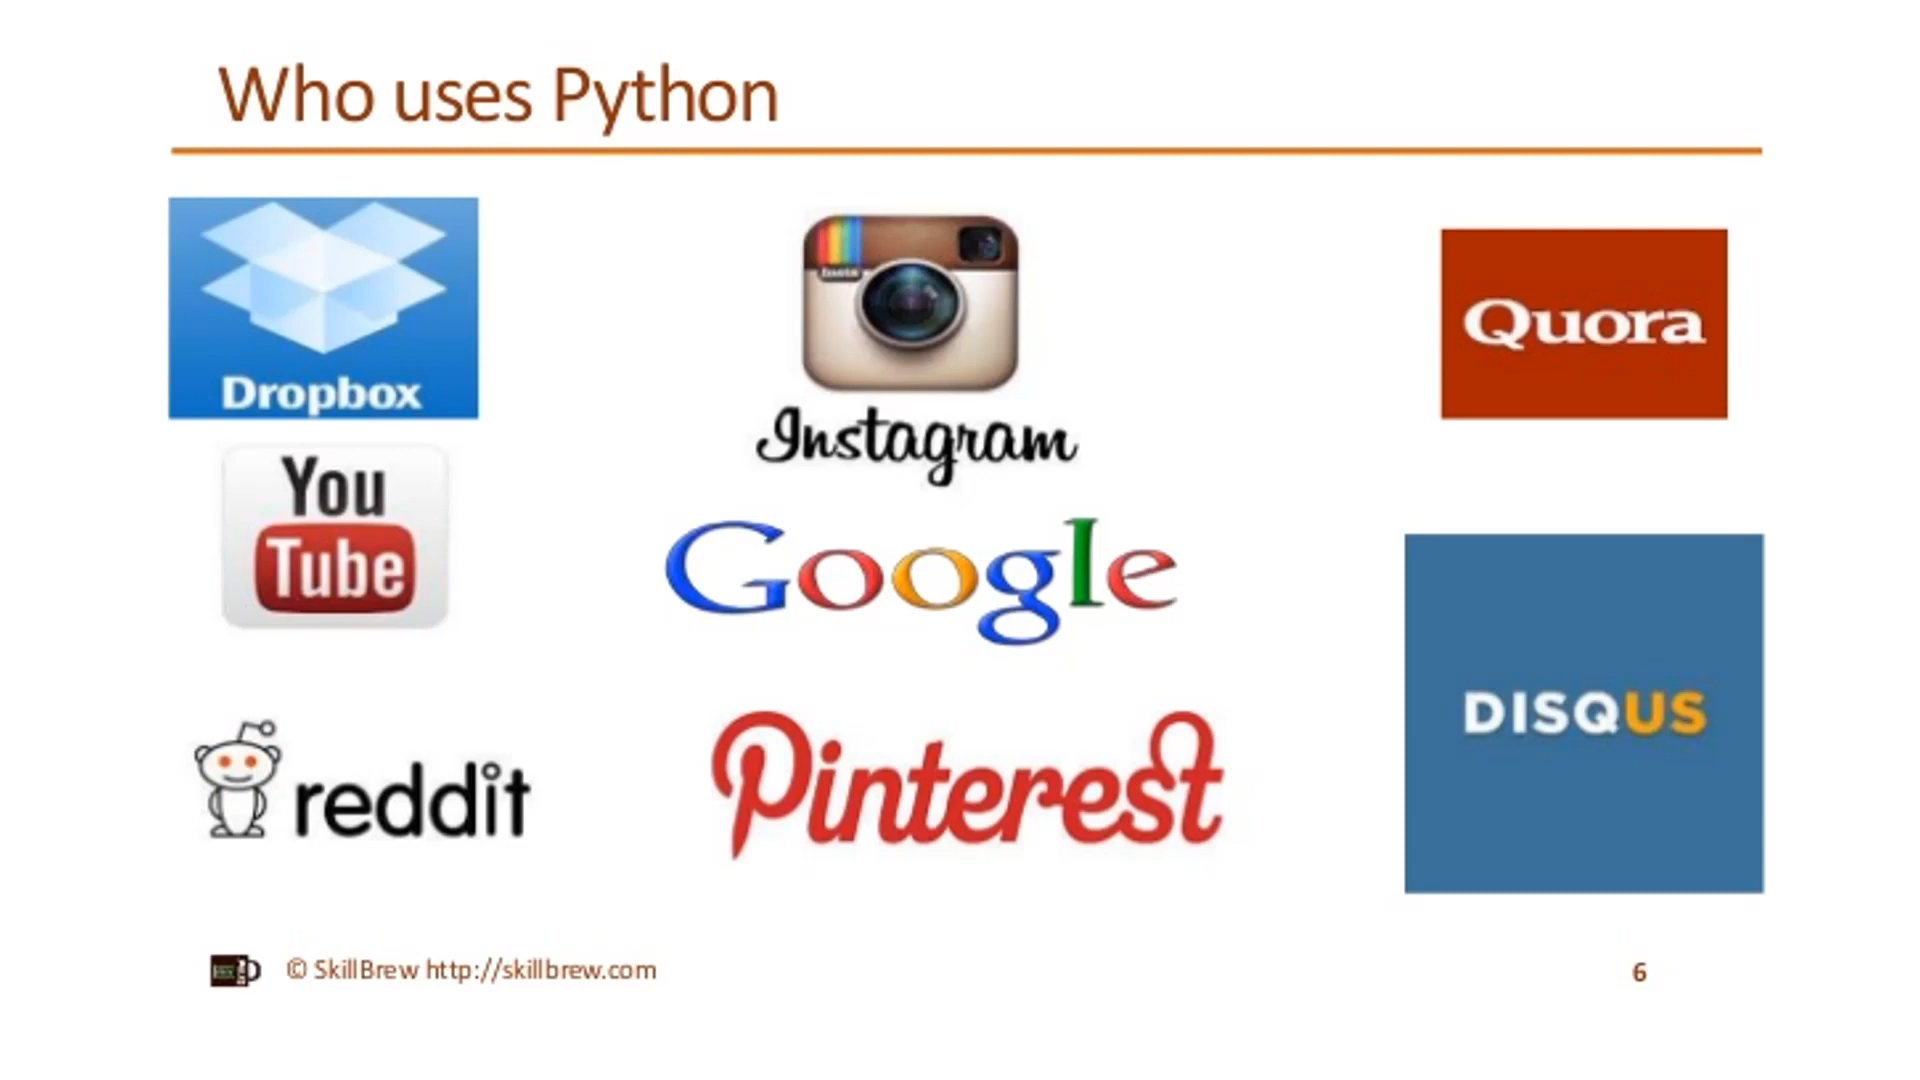 Who uses Python
Dropbox
Instagram
Quora
You
Tube
Google
DISQUS
reddit
Pinterest
© SkillBrew http://skillbrew.com
6